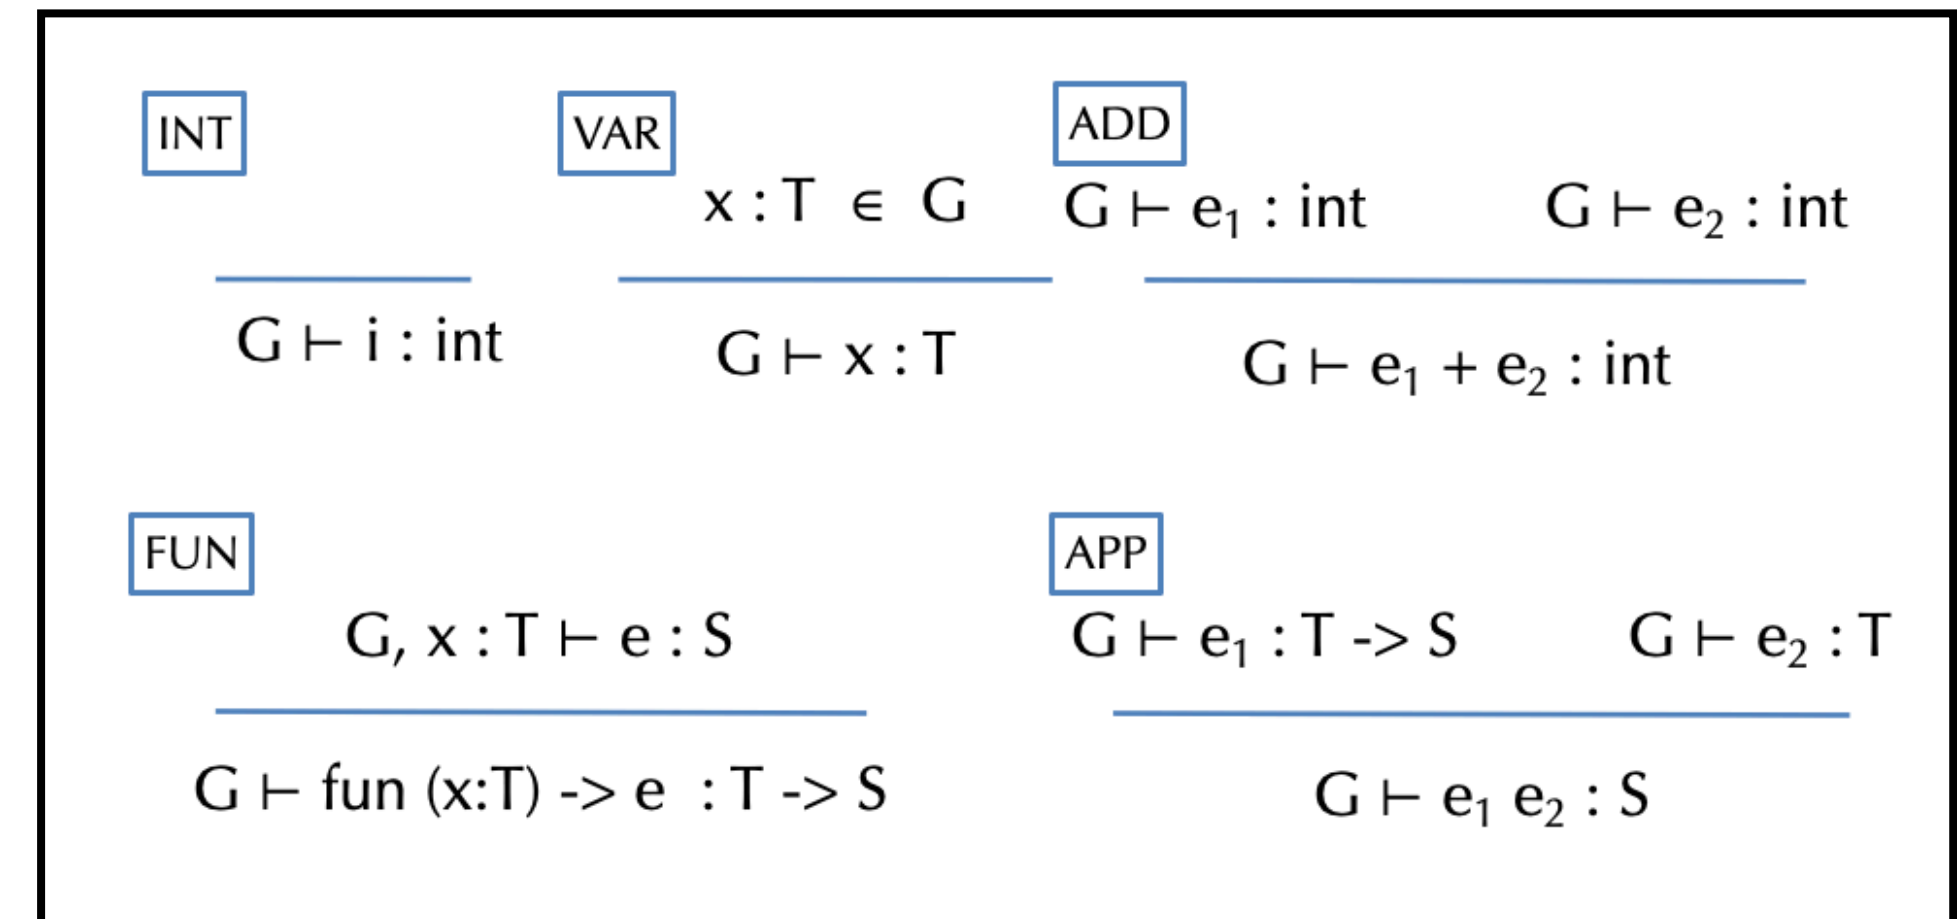 INT
VAR
ADD
x : T ∈ G
G ⊢ e₁ : int
G ⊢ e₂ : int
G ⊢ i : int
G ⊢ x : T
G ⊢ e₁ + e₂ : int
FUN
APP
G, x : T ⊢ e : S
G ⊢ e₁ : T -> S
G ⊢ e₂ : T
G ⊢ fun (x:T) -> e : T -> S
G ⊢ e₁ e₂ : S